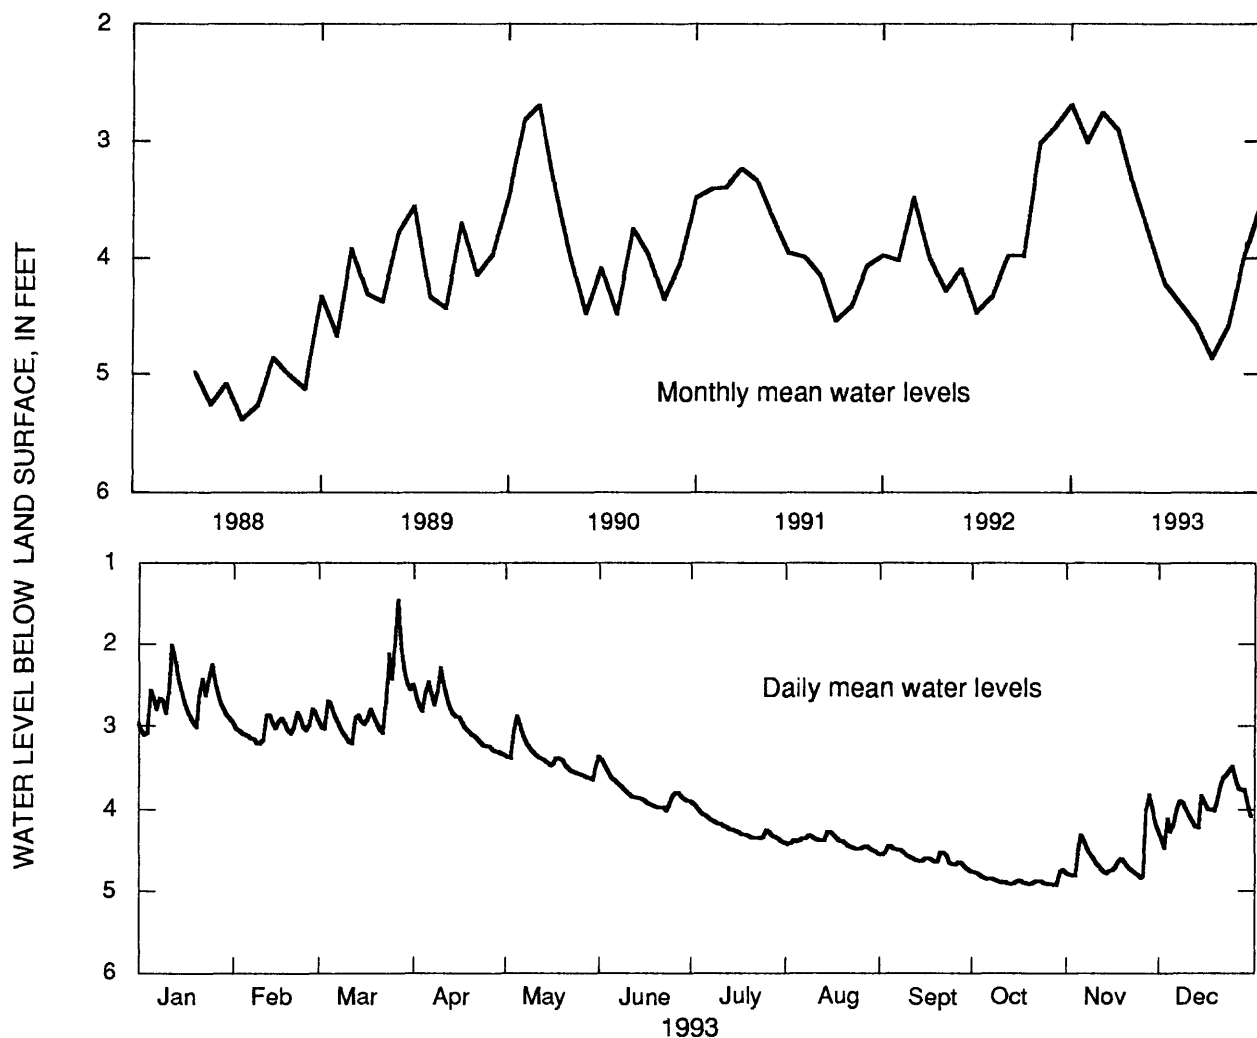 WATER LEVEL BELOW LAND SURFACE, IN FEET
2
3
4
5
6
Monthly mean water levels
1988 1989 1990 1991 1992 1993
1
2
3
4
5
6
Daily mean water levels
Jan Feb Mar Apr May June July Aug Sept Oct Nov Dec
1993